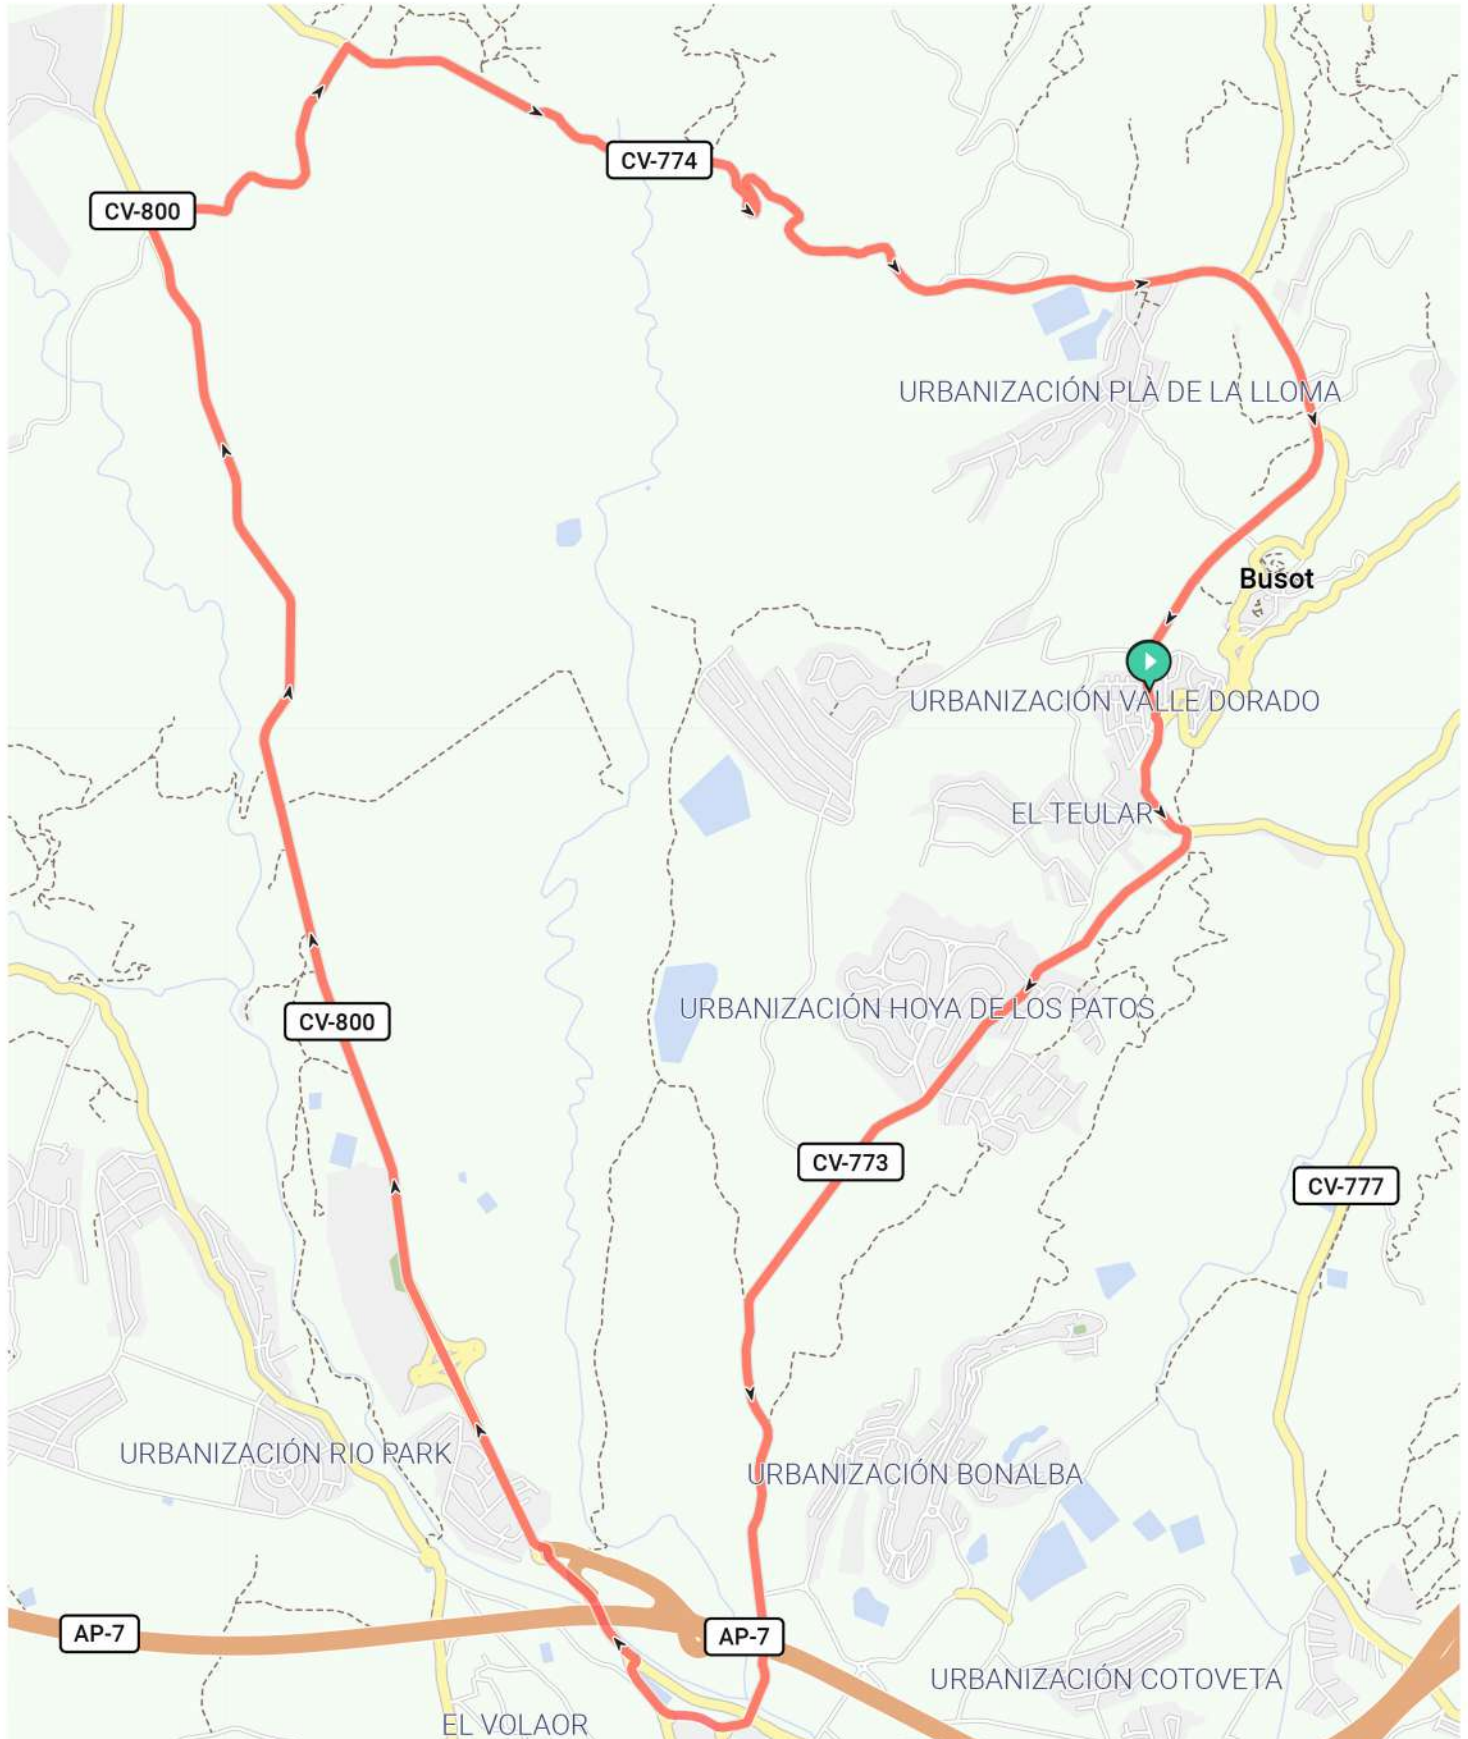 CV-774
CV-800
URBANIZACIÓN PLÀ DE LA LLOMA
Busot
URBANIZACIÓN VALLE DORADO
EL TEULAR
URBANIZACIÓN HOYA DE LOS PATOS
CV-800
CV-773
CV-777
URBANIZACIÓN RIO PARK
URBANIZACIÓN BONALBA
AP-7
AP-7
URBANIZACIÓN COTOVETA
EL VOLAOR